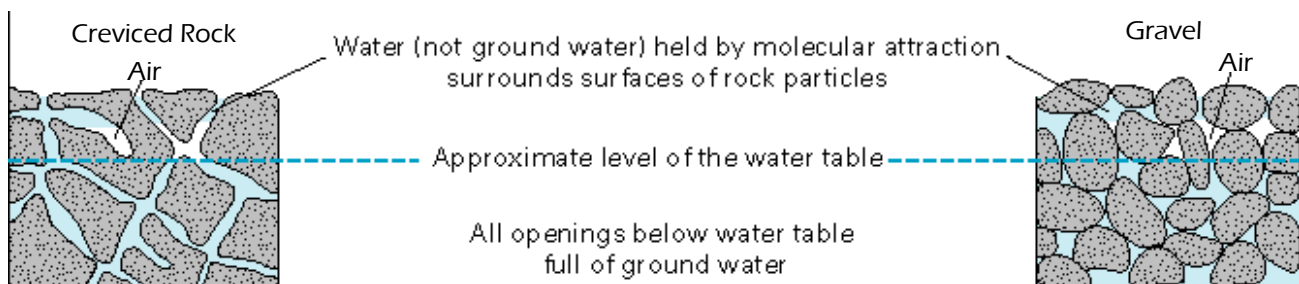 Creviced Rock
Air
Water (not ground water) held by molecular attraction
surrounds surfaces of rock particles
Gravel
Air
Approximate level of the water table
All openings below water table
full of ground water